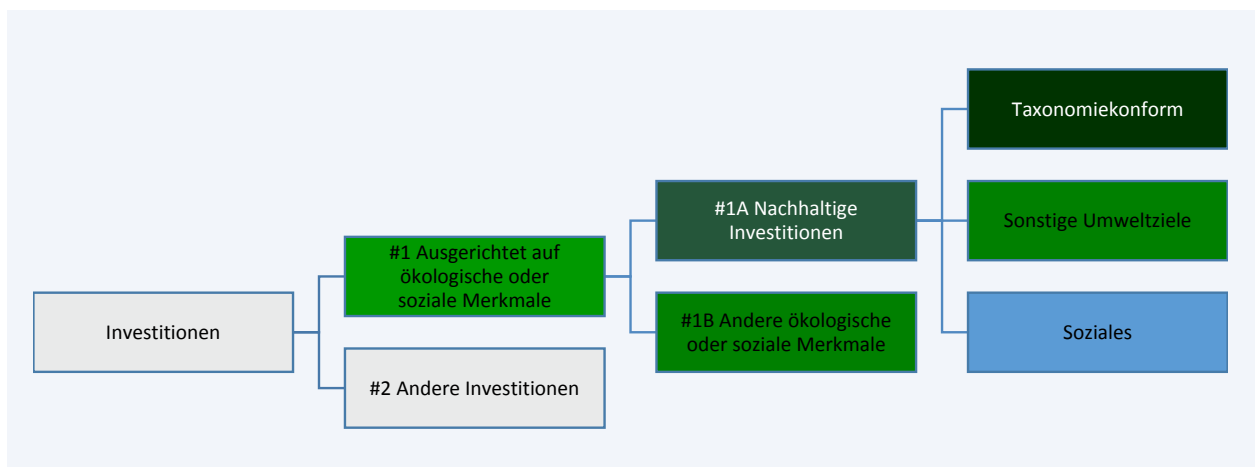 Investitionen
#1 Ausgerichtet auf
ökologische oder
soziale Merkmale
#2 Andere Investitionen
#1A Nachhaltige
Investitionen
#1B Andere ökologische
oder soziale Merkmale
Taxonomiekonform
Sonstige Umweltziele
Soziales